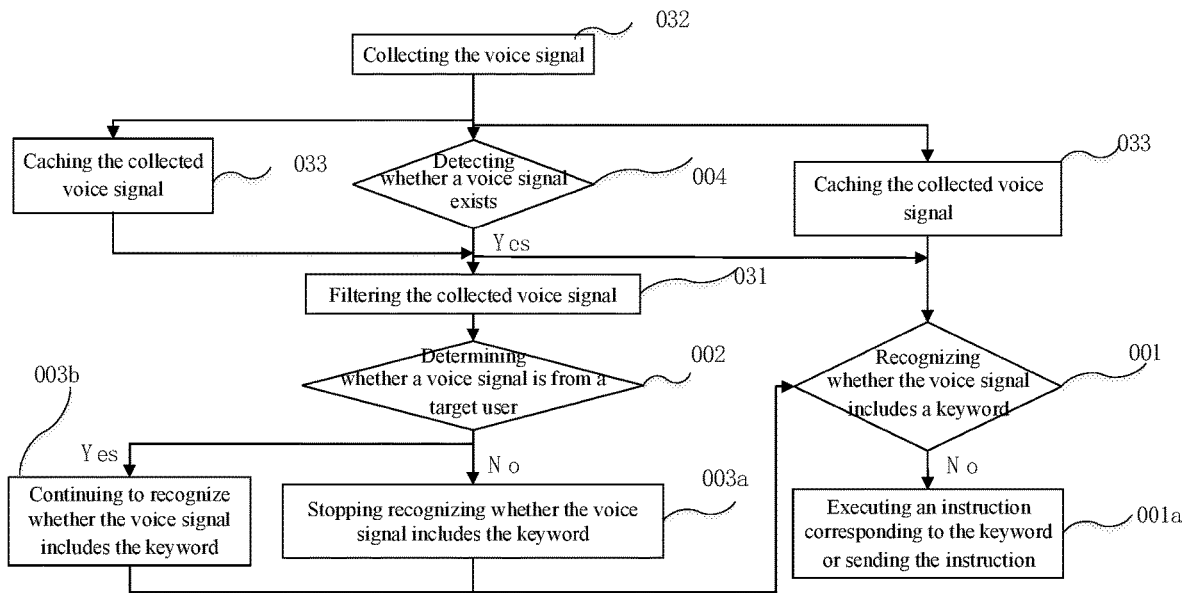 032
Collecting the voice signal
Caching the collected
voice signal
033
Detecting
whether a voice signal
exists
004
033
Caching the collected voice
signal
Yes
Filtering the collected voice signal
031
Determining
whether a voice signal is from a
target user
002
Recognizing
whether the voice signal
includes a keyword
001
003b
Yes
No
No
Continuing to recognize
whether the voice signal
includes the keyword
Stopping recognizing whether the voice
signal includes the keyword
003a
Executing an instruction
corresponding to the keyword
or sending the instruction
001a